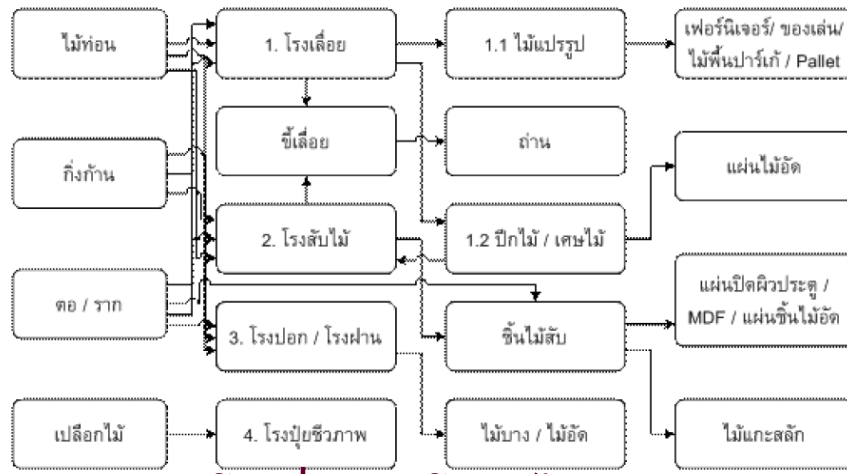 ไม้ท่อน
1. โรงเลื่อย
1.1 ไม้แปรรูป
เฟอร์นิเจอร์/ ของเล่น/
ไม้พื้นปาร์เก้ / Pallet
ขี้เลื่อย
ถ่าน
กิ่งก้าน
แผ่นไม้อัด
2. โรงสับไม้
1.2 ปีกไม้ / เศษไม้
ตอ / ราก
แผ่นปิดผิวประตู /
MDF / แผ่นชิ้นไม้อัด
3. โรงปอก / โรงฝาน
ชิ้นไม้สับ
เปลือกไม้
4. โรงปุ๋ยชีวภาพ
ไม้บาง / ไม้อัด
ไม้แกะสลัก